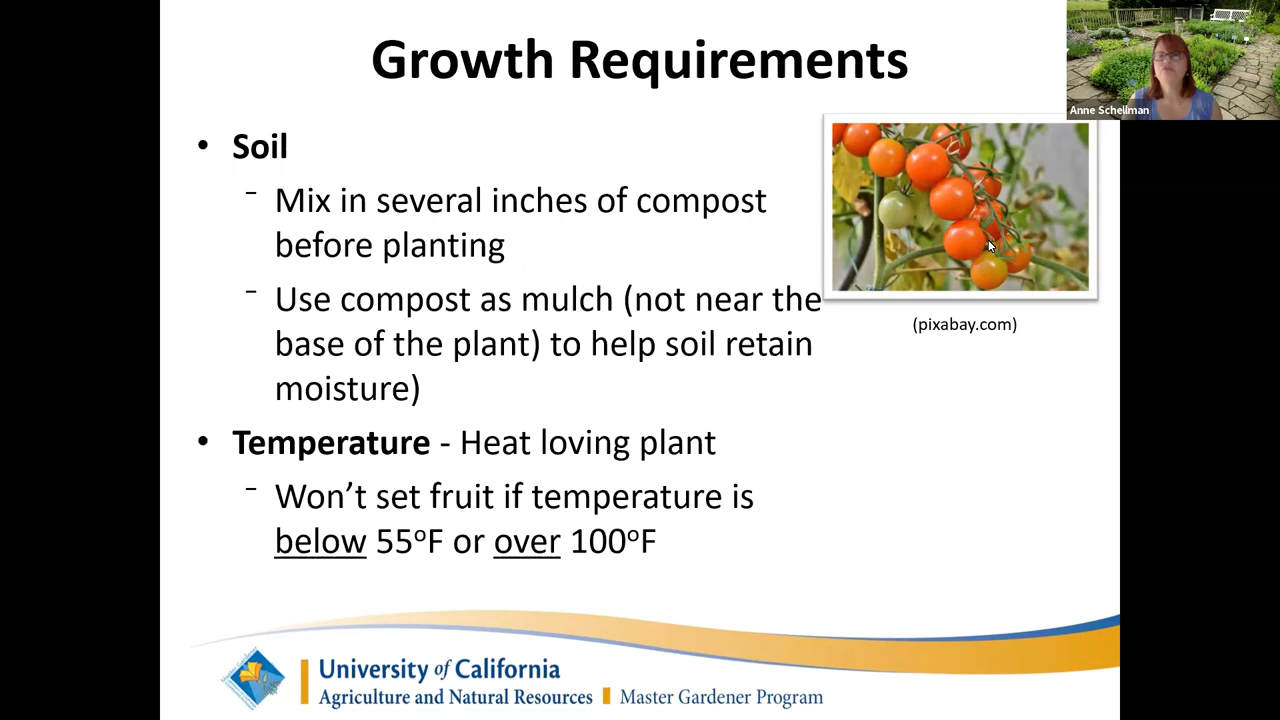 Growth Requirements
Anne Schellman
• Soil
- Mix in several inches of compost
before planting
- Use compost as mulch (not near the
base of the plant) to help soil retain
moisture)
(pixabay.com)
• Temperature - Heat loving plant
- Won’t set fruit if temperature is
below 55ºF or over 100ºF
University of California
Agriculture and Natural Resources Master Gardener Program